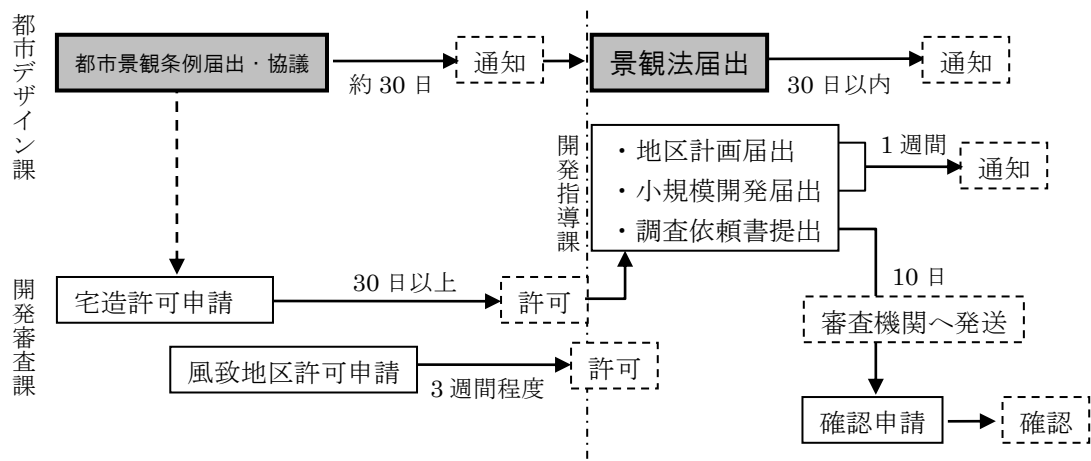 都市デザイン課
都市景観条例届出・協議
約30日
通知
景観法届出
30日以内
通知
開発指導課
・地区計画届出
・小規模開発届出
・調査依頼書提出
1週間
通知
開発審査課
宅造許可申請
30日以上
許可
10日
審査機関へ発送
風致地区許可申請
3週間程度
許可
確認申請
確認